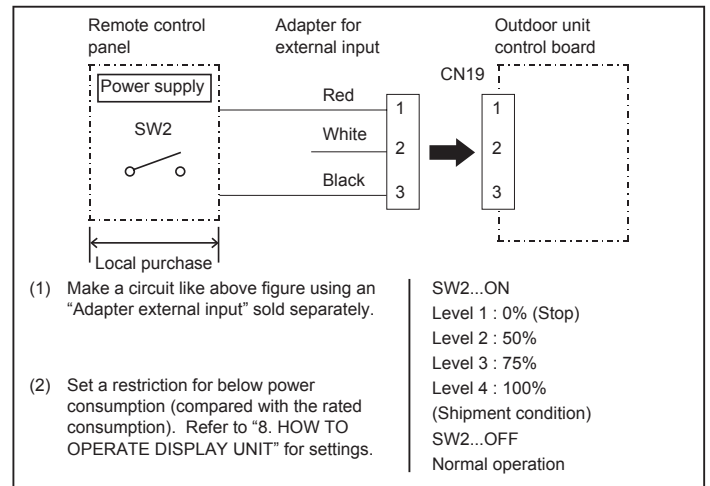 Remote control
panel
Adapter for
external input
Outdoor unit
control board
Power supply
SW2
Red
White
Black
1
2
3
CN19
1
2
3
Local purchase
(1) Make a circuit like above figure using an
“Adapter external input” sold separately.
(2) Set a restriction for below power
consumption (compared with the rated
consumption). Refer to “8. HOW TO
OPERATE DISPLAY UNIT” for settings.
SW2...ON
Level 1 : 0% (Stop)
Level 2 : 50%
Level 3 : 75%
Level 4 : 100%
(Shipment condition)
SW2...OFF
Normal operation